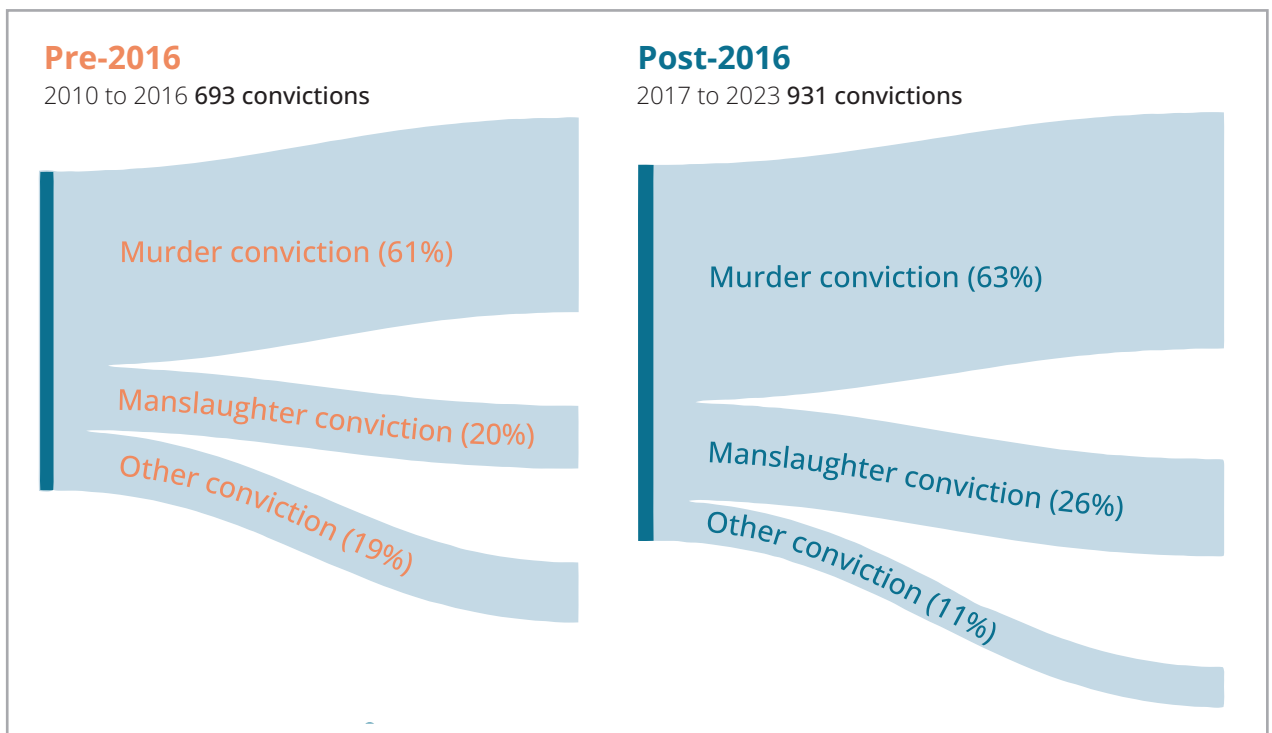 Pre-2016
2010 to 2016 693 convictions
Murder conviction (61%)
Manslaughter conviction (20%)
Other conviction (19%)
Post-2016
2017 to 2023 931 convictions
Murder conviction (63%)
Manslaughter conviction (26%)
Other conviction (11%)